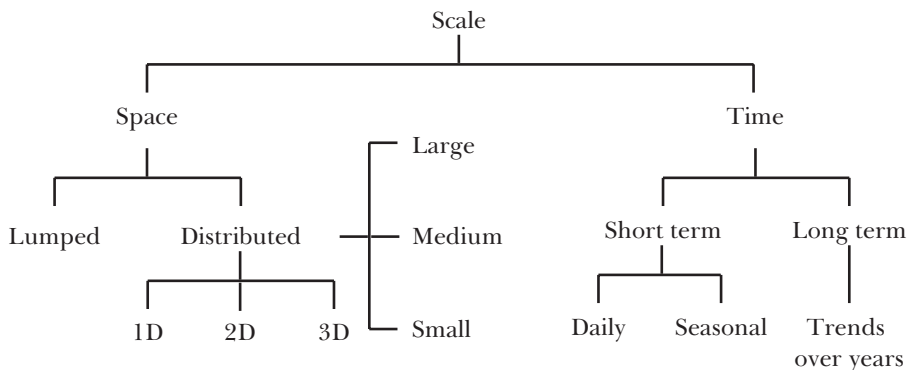 Scale
Space
Time
Large
Lumped
Distributed
Medium
Short term
Long term
1D
2D
3D
Small
Daily
Seasonal
Trends
over years